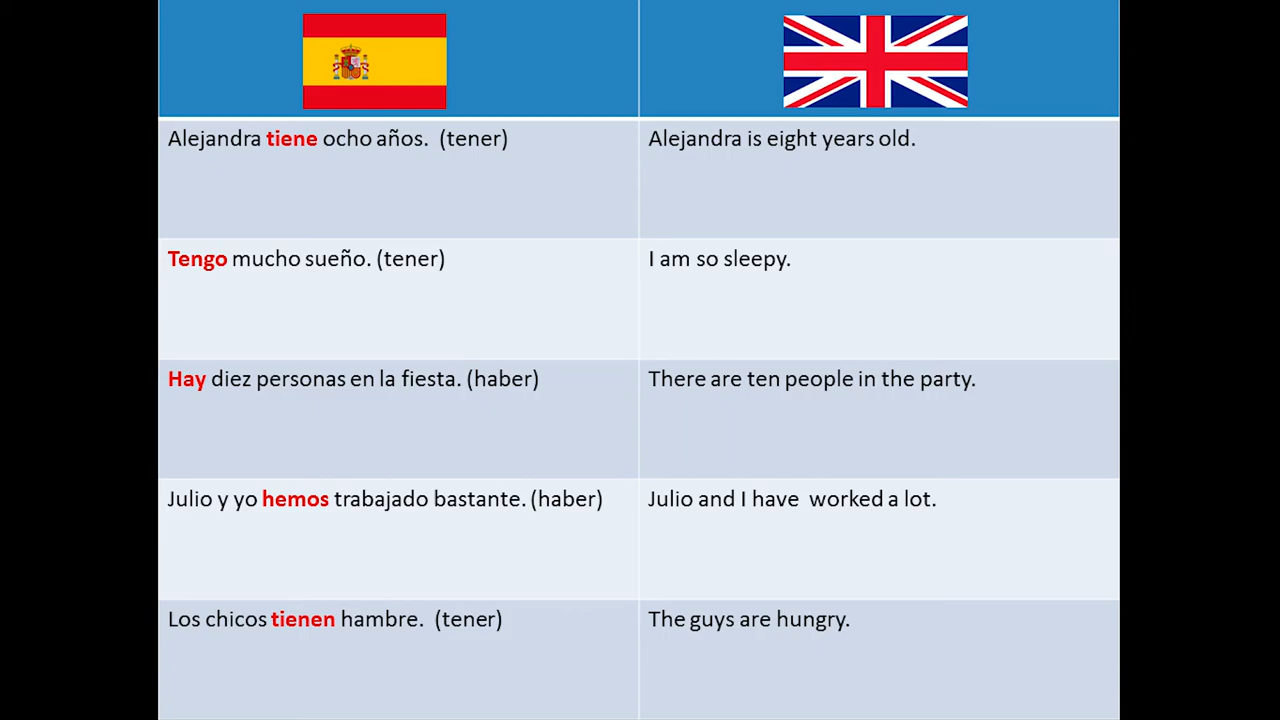 Alejandra tiene ocho años. (tener)
Alejandra is eight years old.
Tengo mucho sueño. (tener)
I am so sleepy.
Hay diez personas en la fiesta. (haber)
There are ten people in the party.
Julio y yo hemos trabajado bastante. (haber)
Julio and I have worked a lot.
Los chicos tienen hambre. (tener)
The guys are hungry.